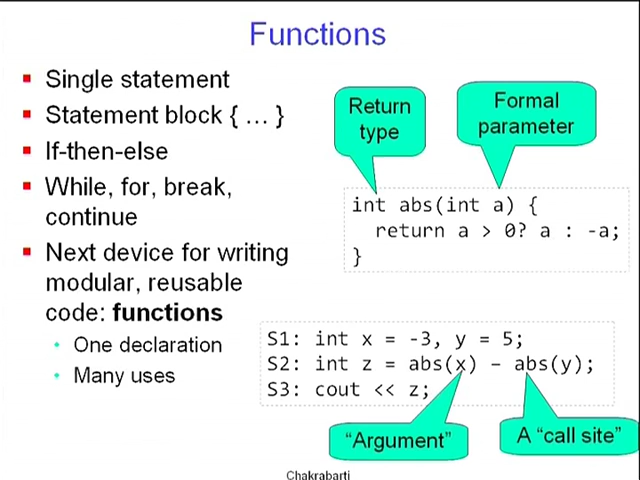 Functions
Single statement
Statement block { … }
If-then-else
While, for, break,
continue
Next device for writing
modular, reusable
code: functions
One declaration
Many uses
Return
type
Formal
parameter
int abs(int a) {
return a > 0? a : -a;
}
S1: int x = -3, y = 5;
S2: int z = abs(x) – abs(y);
S3: cout << z;
“Argument”
A “call site”
Chakrabarti